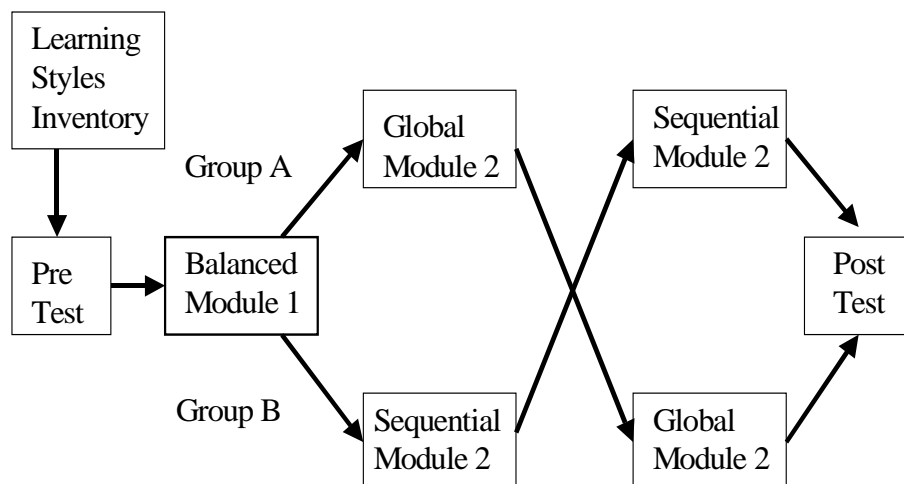 Learning
Styles
Inventory
Pre
Test
Balanced
Module 1
Group A
Group B
Global
Module 2
Sequential
Module 2
Sequential
Module 2
Global
Module 2
Post
Test